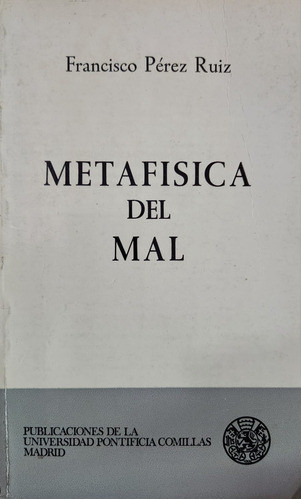 Francisco Pérez Ruiz
METAFISICA
DEL
MAL
PUBLICACIONES DE LA
UNIVERSIDAD PONTIFICIA COMILLAS
MADRID